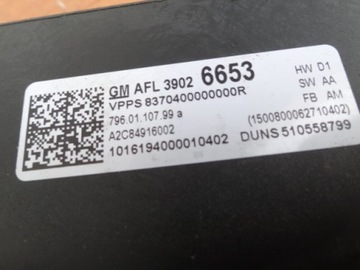 GM AFL 3902 6653 HW D1
VPPS 8370400000000R SW AA
796.01.107.99 a FB AM
A2C84916002 (1500800062710402)
1016194000010402 DUNS 510558799